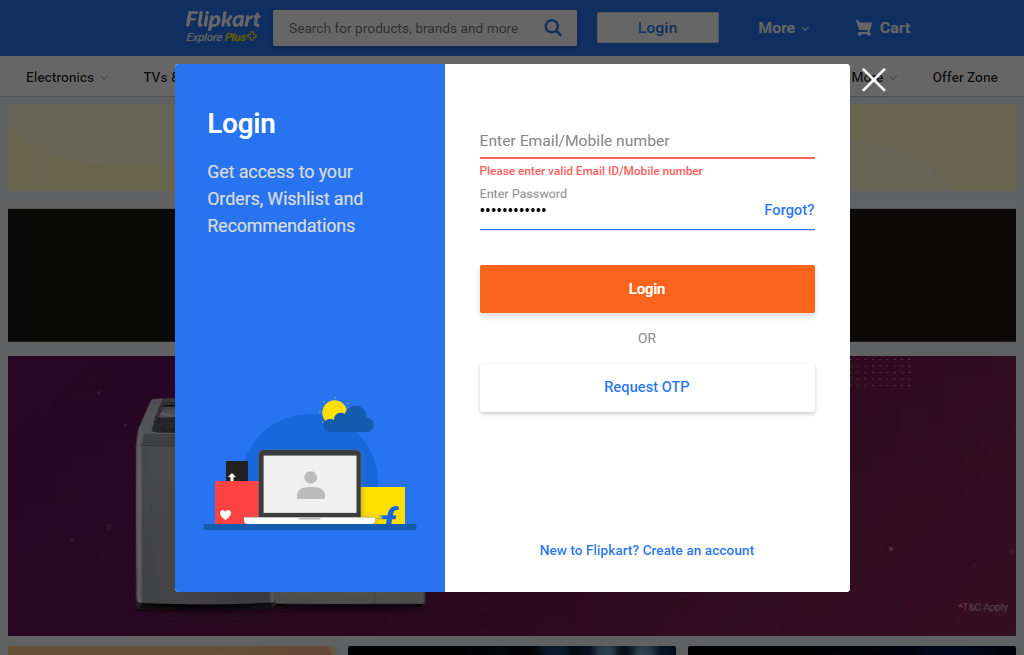 Flipkart
Explore Plus
Search for products, brands and more
Login
More
Cart
Electronics
TVs &
More
Offer Zone
Login
Get access to your
Orders, Wishlist and
Recommendations
Enter Email/Mobile number
Please enter valid Email ID/Mobile number
Enter Password
••••••••••••
Forgot?
Login
OR
Request OTP
New to Flipkart? Create an account
*T&C Apply